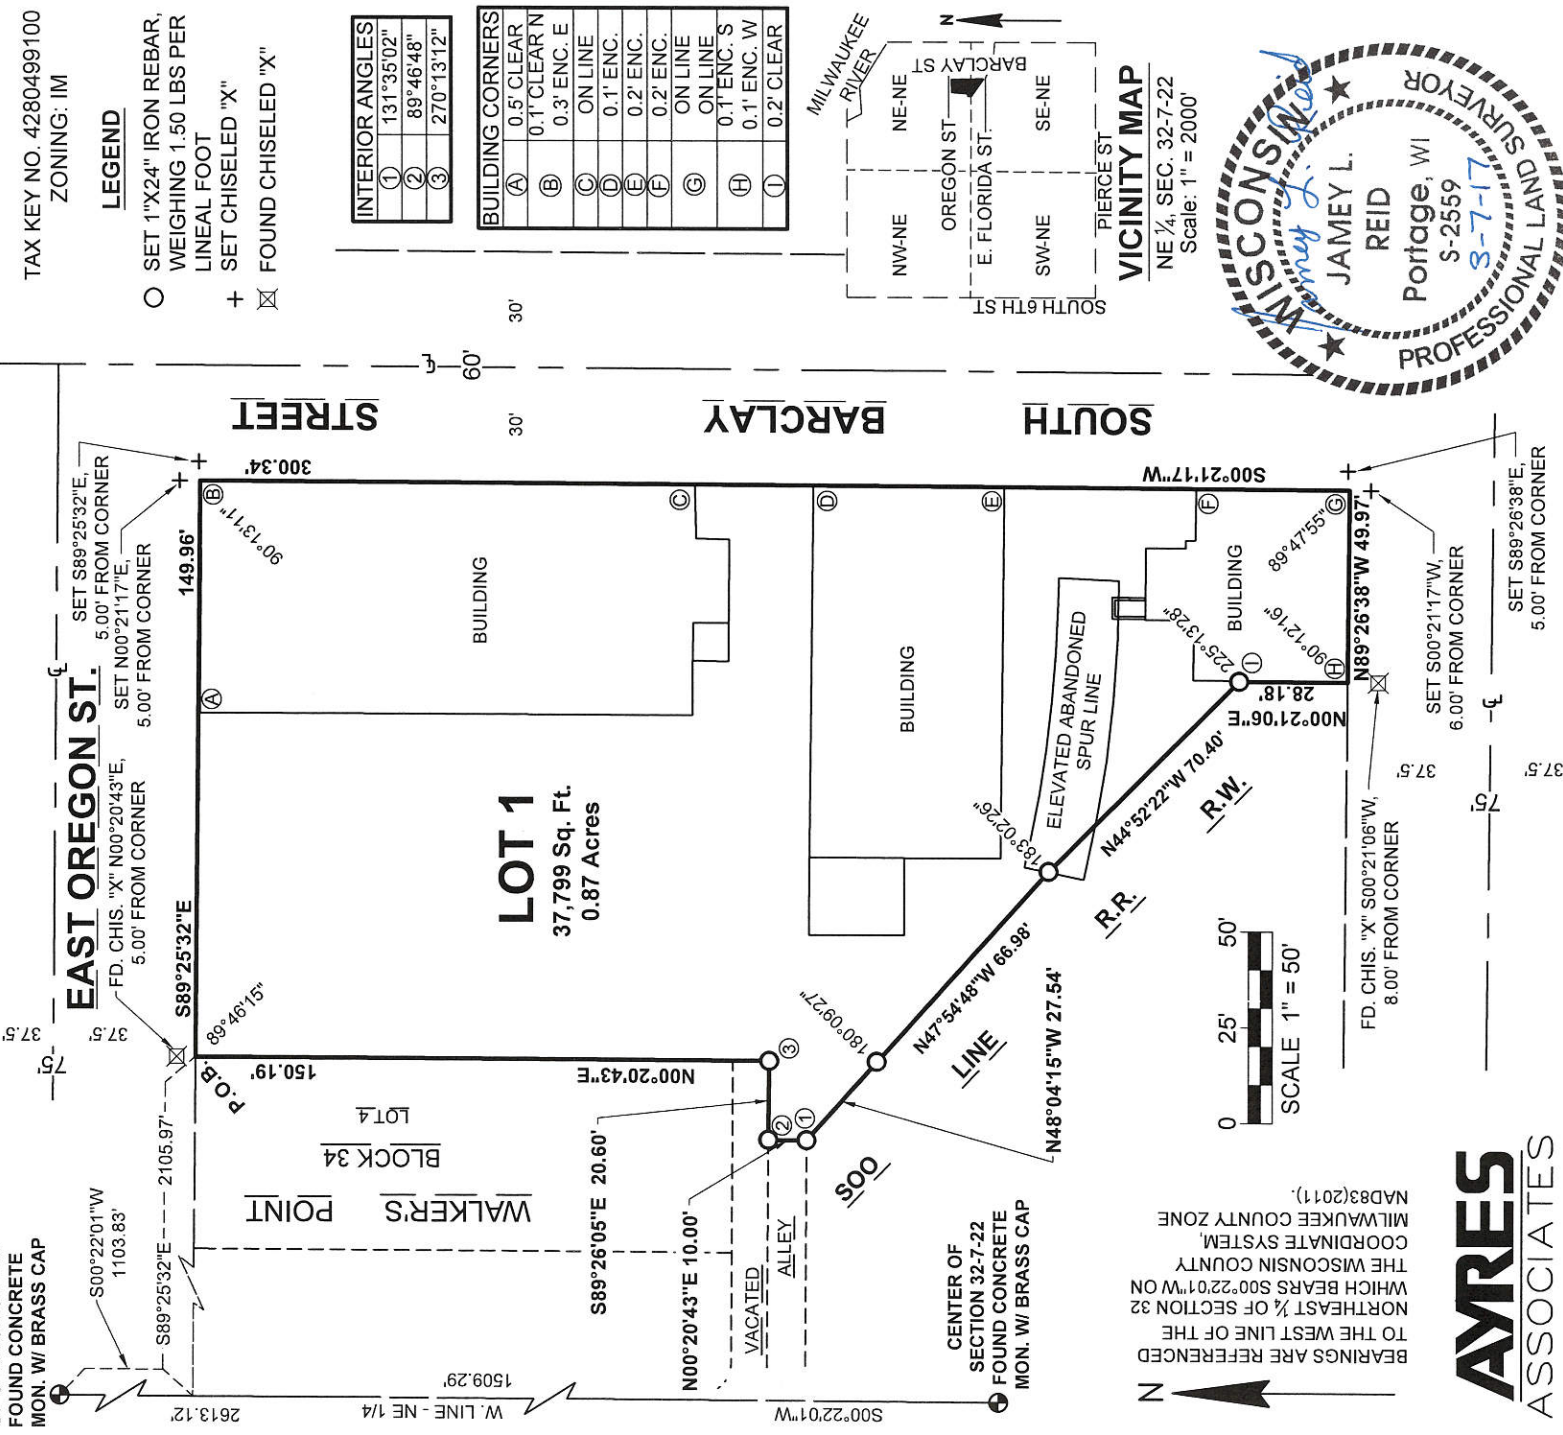 TAX KEY NO. 4280499100
ZONING: IM
LEGEND
SET 1"X24" IRON REBAR,
WEIGHING 1.50 LBS PER
LINEAL FOOT
SET CHISELED "X"
FOUND CHISELED "X"
INTERIOR ANGLES
1 131°35'02"
2 89°46'48"
3 270°13'12"
BUILDING CORNERS
A 0.5' CLEAR
B 0.1' CLEAR N
0.3' ENC. E
C ON LINE
D 0.1' ENC.
E 0.2' ENC.
F 0.2' ENC.
G ON LINE
ON LINE
H 0.1' ENC. S
0.1' ENC. W
I 0.2' CLEAR
MILWAUKEE
RIVER
N
NW-NE
NE-NE
OREGON ST
BARCLAY ST
E. FLORIDA ST.
SW-NE
SE-NE
SOUTH 6TH ST
PIERCE ST
VICINITY MAP
NE ¼, SEC. 32-7-22
Scale: 1" = 2000'
WISCONSIN
Jamey L. Reid
JAMEY L.
REID
Portage, WI
S-2559
3-7-17
PROFESSIONAL LAND SURVEYOR
SOUTH BARCLAY STREET
30'
60'
30'
℄
EAST OREGON ST.
℄
75'
37.5'
37.5'
SET S89°25'32"E,
5.00' FROM CORNER
SET N00°21'17"E,
5.00' FROM CORNER
FD. CHIS. "X" N00°20'43"E,
5.00' FROM CORNER
S89°25'32"E
149.96'
300.34'
S00°21'17"W
90°13'11"
89°46'15"
A
B
C
D
E
F
G
H
I
BUILDING
BUILDING
BUILDING
LOT 1
37,799 Sq. Ft.
0.87 Acres
ELEVATED ABANDONED
SPUR LINE
225°13'28"
89°47'55"
90°12'16"
183°02'26"
180°09'27"
N89°26'38"W 49.97'
28.18'
N00°21'06"E
N44°52'22"W 70.40'
N47°54'48"W 66.98'
N48°04'15"W 27.54'
SOO LINE R.R. R.W.
SET S00°21'17"W,
6.00' FROM CORNER
SET S89°26'38"E,
5.00' FROM CORNER
FD. CHIS. "X" S00°21'06"W,
8.00' FROM CORNER
℄
75'
37.5'
37.5'
P.O.B.
150.19'
N00°20'43"E
1
2
3
S89°26'05"E 20.60'
N00°20'43"E 10.00'
LOT 4
BLOCK 34
WALKER'S POINT
VACATED
ALLEY
FOUND CONCRETE
MON. W/ BRASS CAP
S00°22'01"W
1103.83'
S89°25'32"E
2105.97'
2613.12'
W. LINE - NE 1/4
1509.29'
S00°22'01"W
CENTER OF
SECTION 32-7-22
FOUND CONCRETE
MON. W/ BRASS CAP
0 25' 50'
SCALE 1" = 50'
N
BEARINGS ARE REFERENCED
TO THE WEST LINE OF THE
NORTHEAST ¼ OF SECTION 32
WHICH BEARS S00°22'01"W ON
THE WISCONSIN COUNTY
COORDINATE SYSTEM,
MILWAUKEE COUNTY ZONE
NAD83(2011).
AYRES
ASSOCIATES